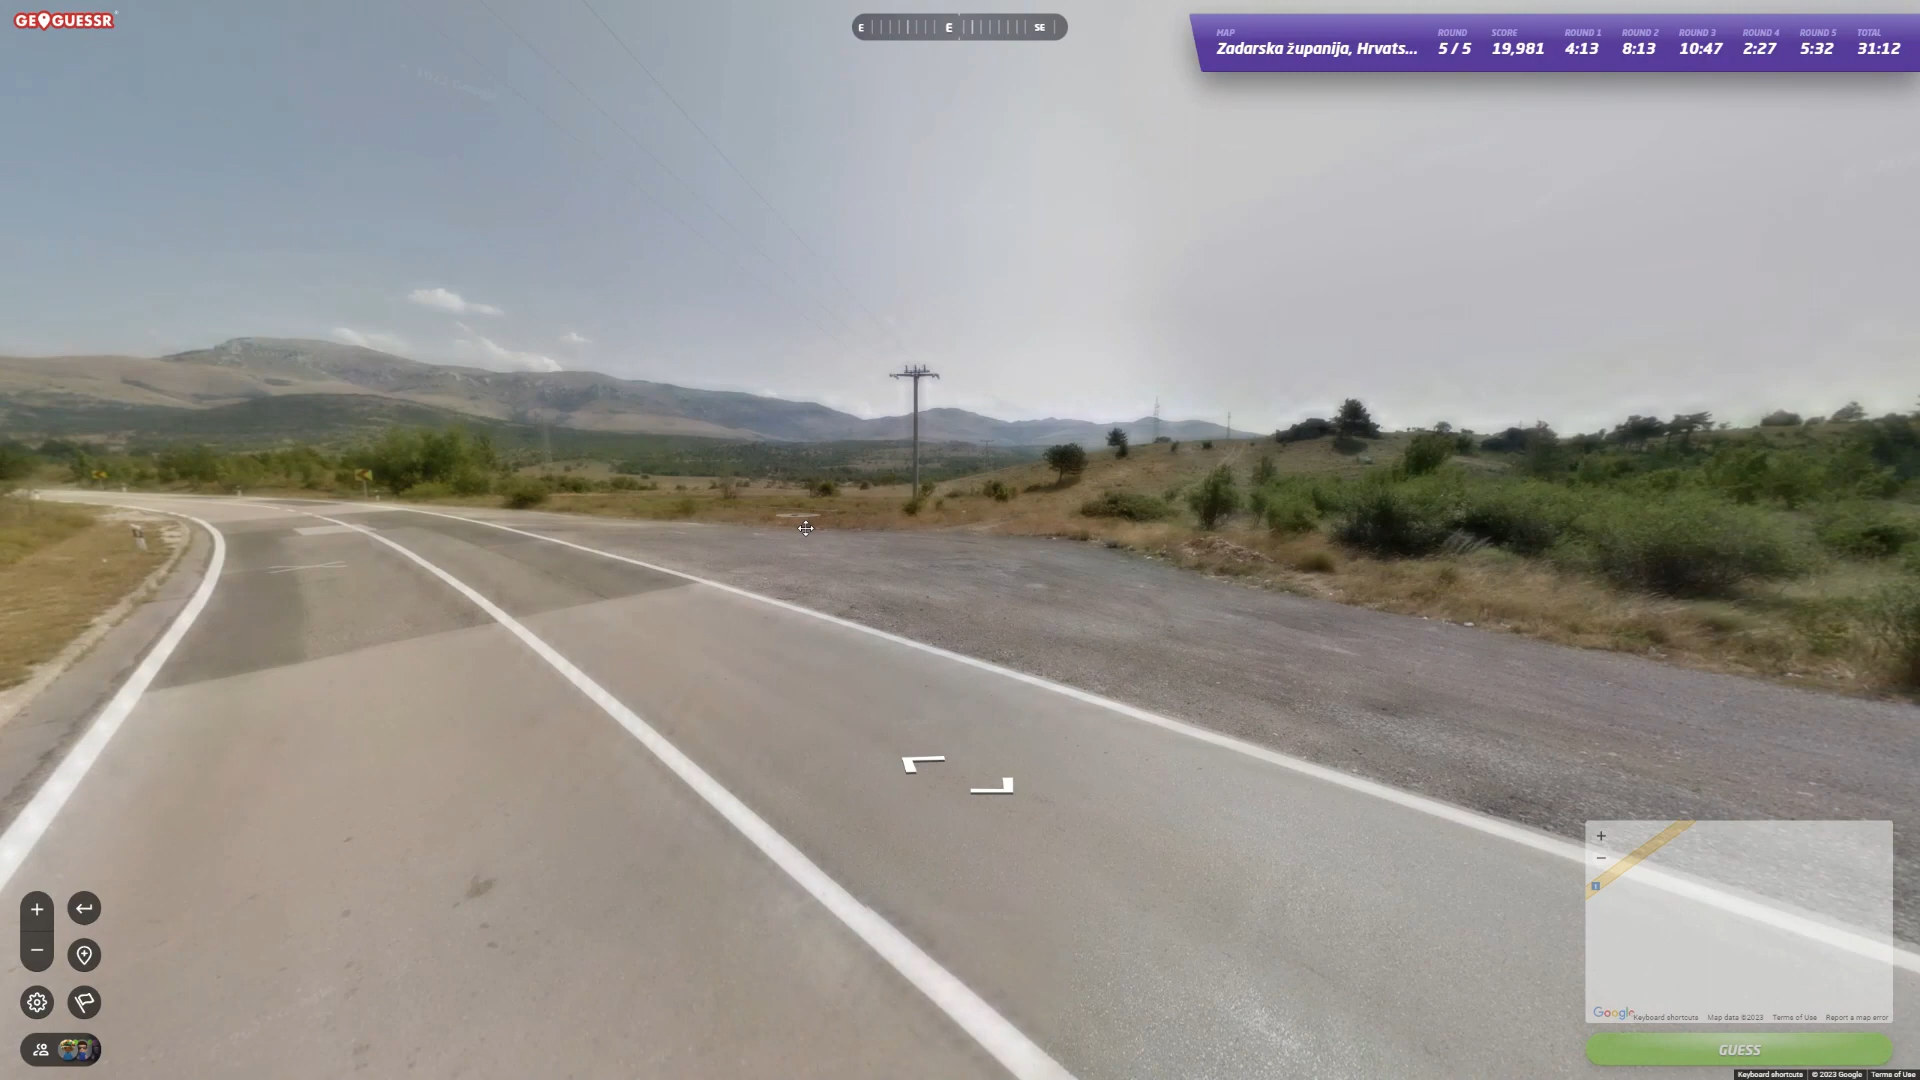 GEOGUESSR
E E SE
MAP ROUND SCORE ROUND 1 ROUND 2 ROUND 3 ROUND 4 ROUND 5 TOTAL
Zadarska županija, Hrvats... 5 / 5 19,981 4:13 8:13 10:47 2:27 5:32 31:12
Google Keyboard shortcuts Map data ©2023 Terms of Use Report a map error
GUESS
Keyboard shortcuts © 2023 Google Terms of Use